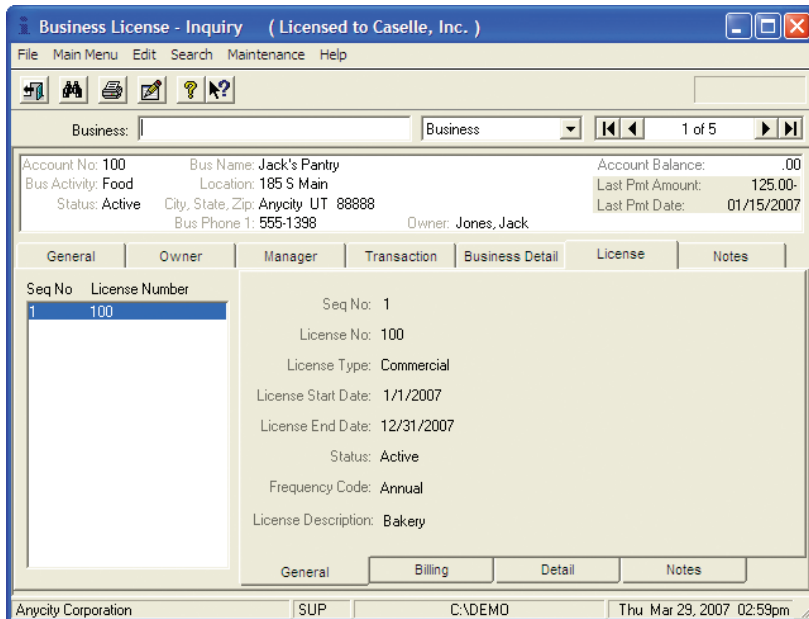 Business License - Inquiry ( Licensed to Caselle, Inc. )
File Main Menu Edit Search Maintenance Help
Business: Business 1 of 5
Account No: 100 Bus Name: Jack's Pantry Account Balance: .00
Bus Activity: Food Location: 185 S Main Last Pmt Amount: 125.00-
Status: Active City, State, Zip: Anycity UT 88888 Last Pmt Date: 01/15/2007
Bus Phone 1: 555-1398 Owner: Jones, Jack
General Owner Manager Transaction Business Detail License Notes
Seq No License Number
1 100
Seq No: 1
License No: 100
License Type: Commercial
License Start Date: 1/1/2007
License End Date: 12/31/2007
Status: Active
Frequency Code: Annual
License Description: Bakery
General Billing Detail Notes
Anycity Corporation SUP C:\DEMO Thu Mar 29, 2007 02:59pm